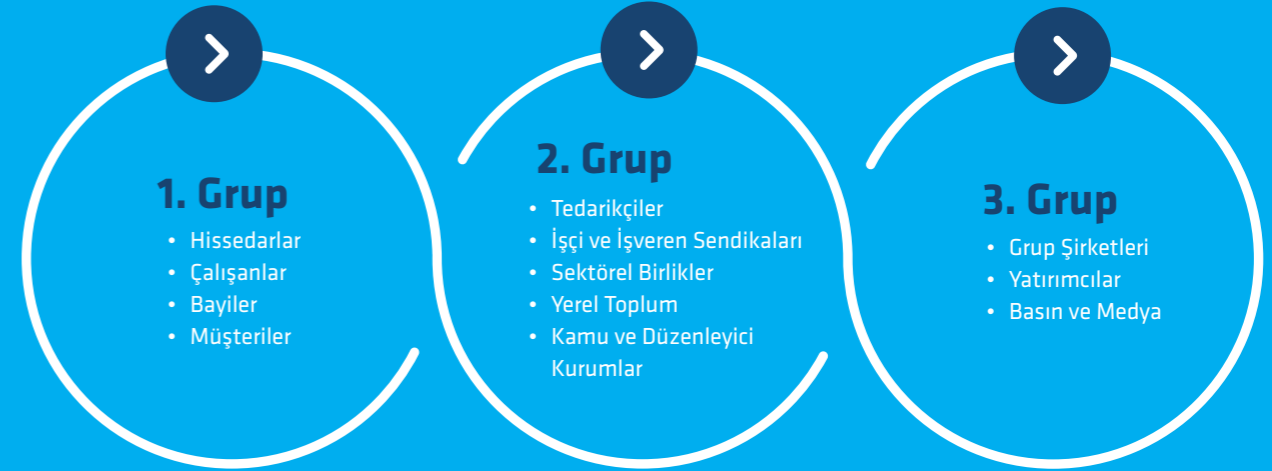 1. Grup
• Hissedarlar
• Çalışanlar
• Bayiler
• Müşteriler
2. Grup
• Tedarikçiler
• İşçi ve İşveren Sendikaları
• Sektörel Birlikler
• Yerel Toplum
• Kamu ve Düzenleyici
Kurumlar
3. Grup
• Grup Şirketleri
• Yatırımcılar
• Basın ve Medya